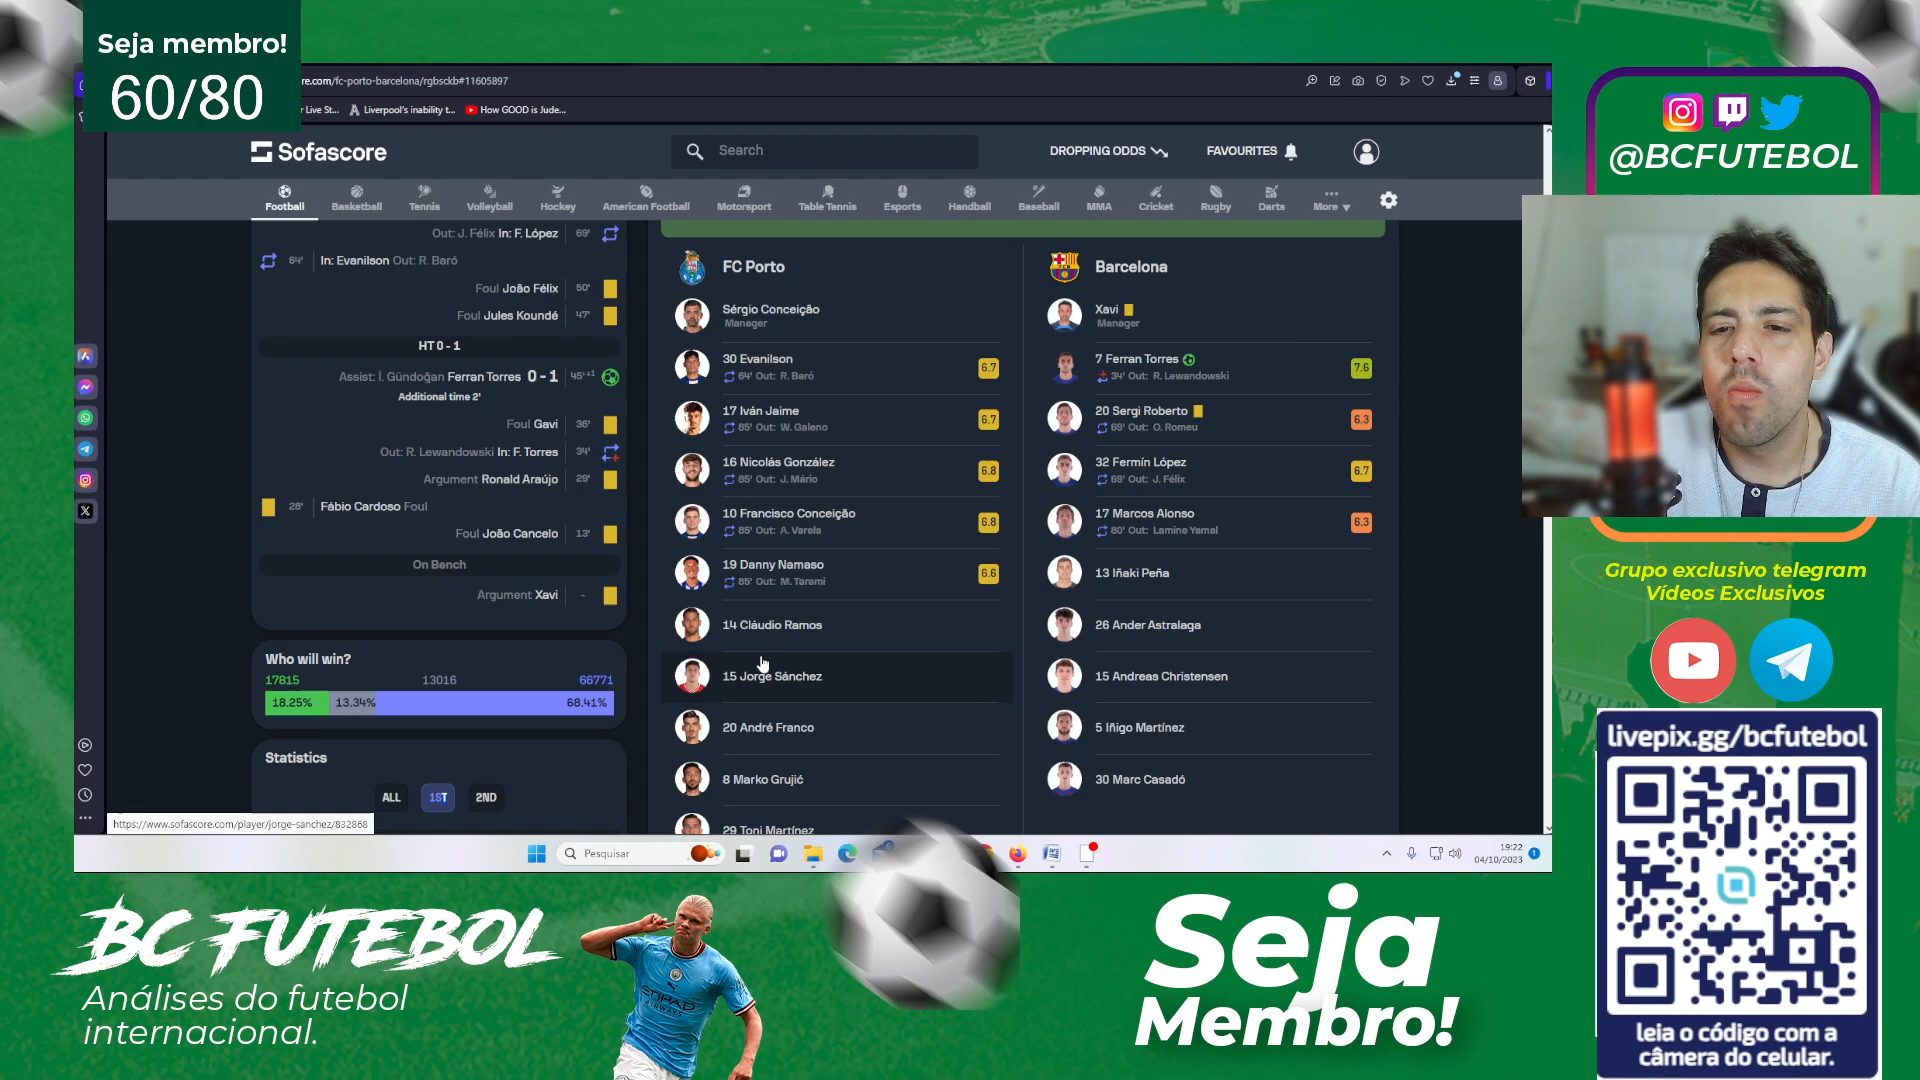 Seja membro!
60/80
re.com/fc-porto-barcelona/rgbsckb#11605897
r Live St...
Liverpool's inability t...
How GOOD is Jude...
Sofascore
Search
DROPPING ODDS
FAVOURITES
Football
Basketball
Tennis
Volleyball
Hockey
American Football
Motorsport
Table Tennis
Esports
Handball
Baseball
MMA
Cricket
Rugby
Darts
More
Out: J. Félix In: F. López 69'
64' In: Evanilson Out: R. Baró
Foul João Félix 50'
Foul Jules Koundé 47'
HT 0 - 1
Assist: İ. Gündoğan Ferran Torres 0 - 1 45'+1
Additional time 2'
Foul Gavi 36'
Out: R. Lewandowski In: F. Torres 34'
Argument Ronald Araújo 29'
28' Fábio Cardoso Foul
Foul João Cancelo 13'
On Bench
Argument Xavi -
Who will win?
17815 13016 66771
18.25% 13.34% 68.41%
Statistics
ALL 1ST 2ND
https://www.sofascore.com/player/jorge-sanchez/832868
FC Porto
Sérgio Conceição
Manager
30 Evanilson
64' Out: R. Baró
6.7
17 Iván Jaime
85' Out: W. Galeno
6.7
16 Nicolás González
85' Out: J. Mário
6.8
10 Francisco Conceição
85' Out: A. Varela
6.8
19 Danny Namaso
85' Out: M. Taremi
6.6
14 Cláudio Ramos
15 Jorge Sánchez
20 André Franco
8 Marko Grujić
29 Toni Martínez
Barcelona
Xavi
Manager
7 Ferran Torres
34' Out: R. Lewandowski
7.6
20 Sergi Roberto
69' Out: O. Romeu
6.3
32 Fermín López
69' Out: J. Félix
6.7
17 Marcos Alonso
80' Out: Lamine Yamal
6.3
13 Iñaki Peña
26 Ander Astralaga
15 Andreas Christensen
5 Iñigo Martínez
30 Marc Casadó
Pesquisar
19:22
04/10/2023
1
@BCFUTEBOL
Grupo exclusivo telegram
Vídeos Exclusivos
livepix.gg/bcfutebol
leia o código com a
câmera do celular.
BC FUTEBOL
Análises do futebol
internacional.
ETIHAD
AIRWAYS
Seja
Membro!